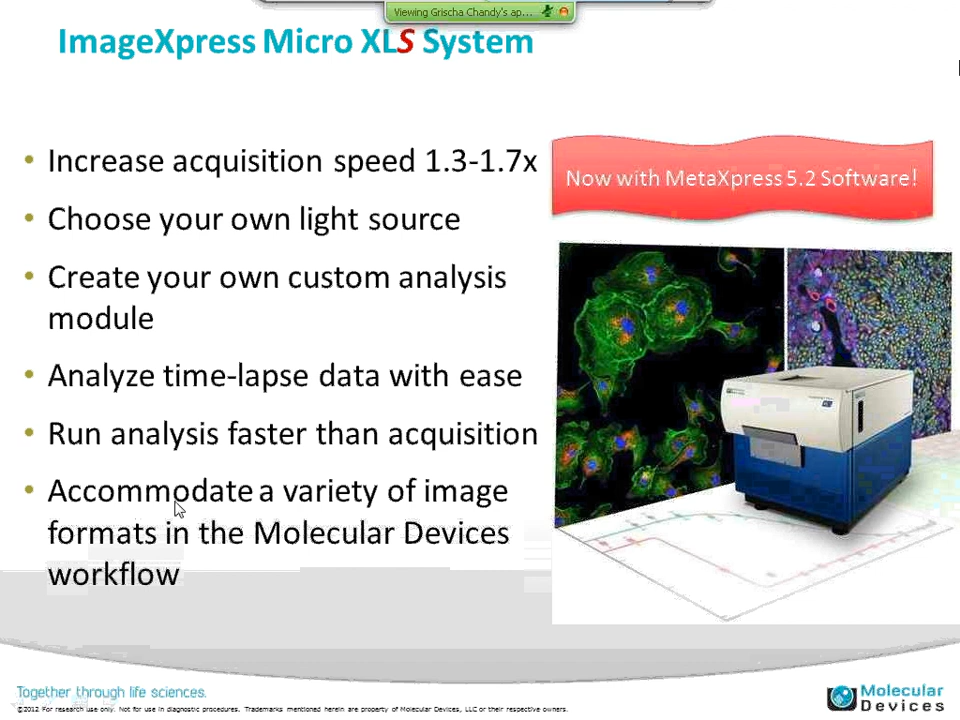 Viewing Grischa Chandy's ap...
ImageXpress Micro XLS System
• Increase acquisition speed 1.3-1.7x
• Choose your own light source
• Create your own custom analysis
module
• Analyze time-lapse data with ease
• Run analysis faster than acquisition
• Accommodate a variety of image
formats in the Molecular Devices
workflow
Now with MetaXpress 5.2 Software!
Together through life sciences.
©2012 For research use only. Not for use in diagnostic procedures. Trademarks mentioned herein are property of Molecular Devices, LLC or their respective owners.
Molecular
Devices